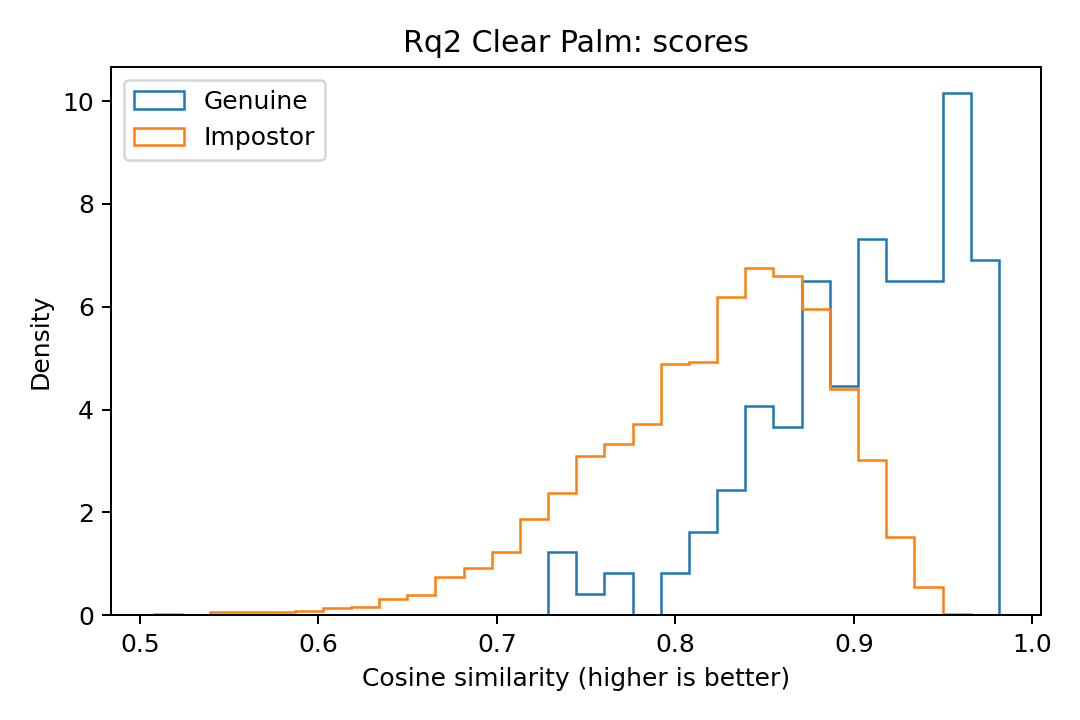 Rq2 Clear Palm: scores
Genuine
Impostor
10
8
6
4
2
0
Density
0.5 0.6 0.7 0.8 0.9 1.0
Cosine similarity (higher is better)